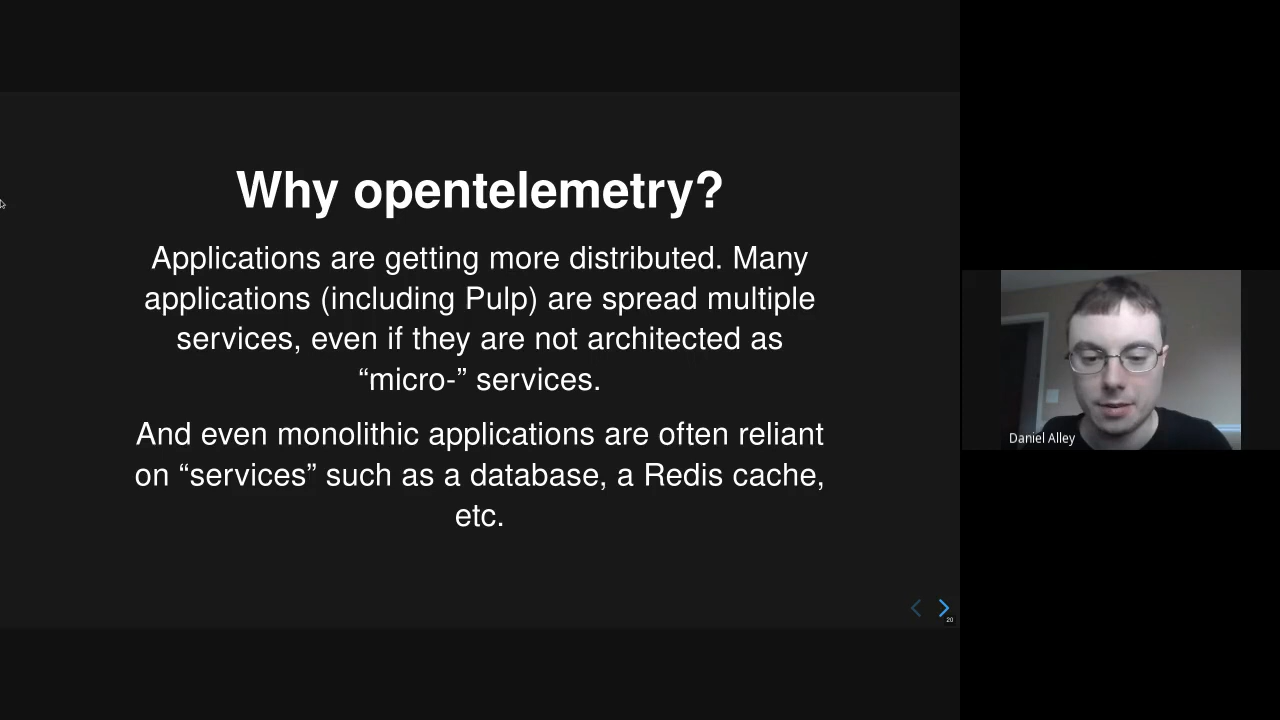 Why opentelemetry?
Applications are getting more distributed. Many
applications (including Pulp) are spread multiple
services, even if they are not architected as
“micro-” services.
And even monolithic applications are often reliant
on “services” such as a database, a Redis cache,
etc.
20
Daniel Alley